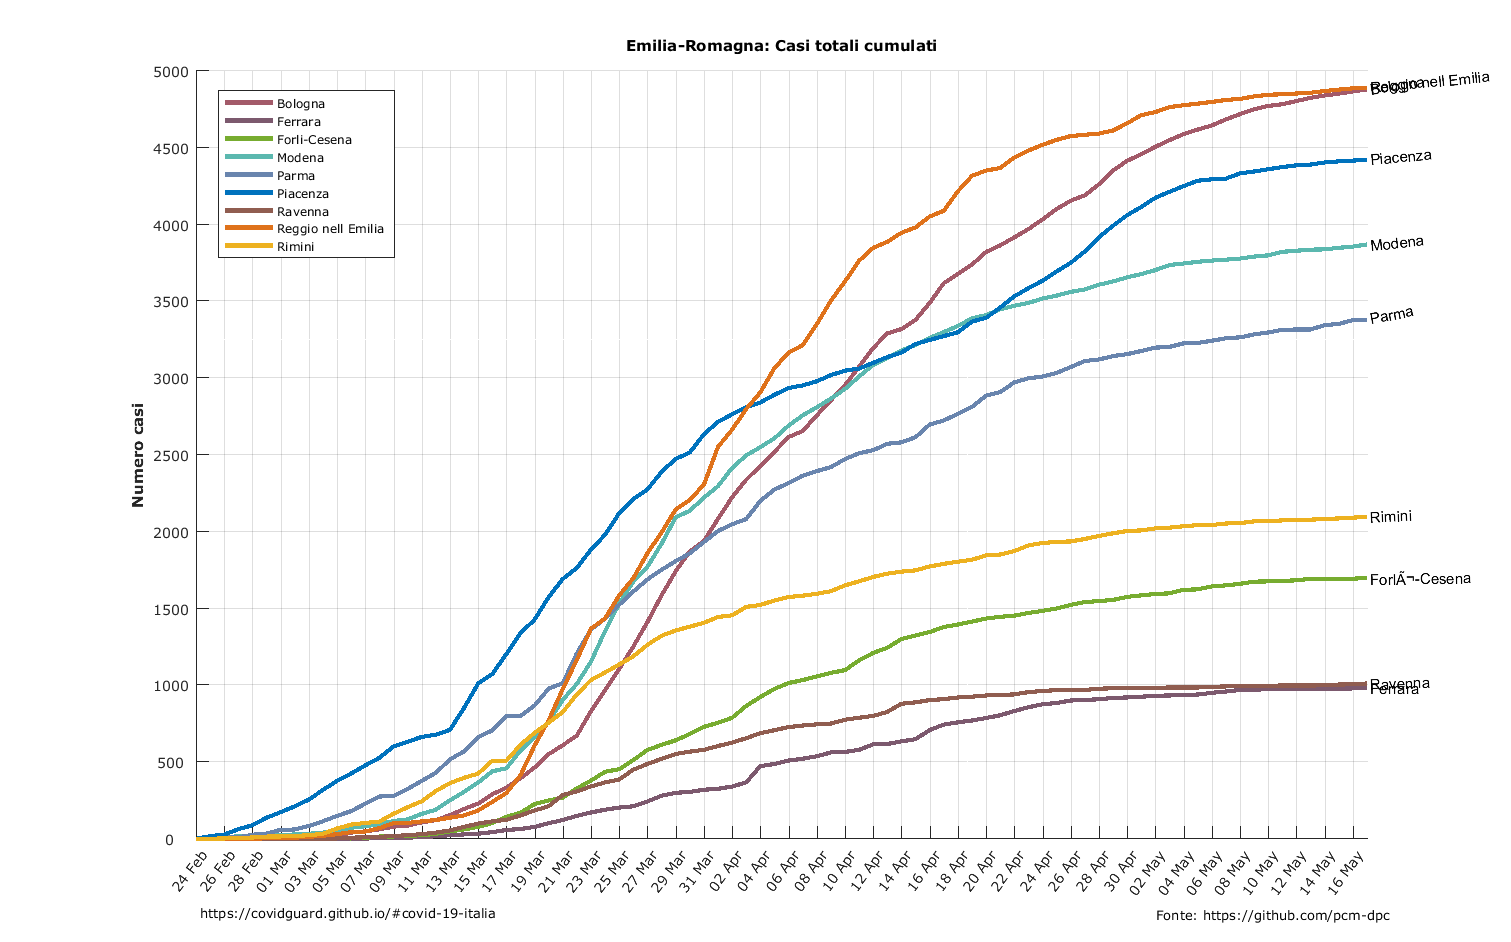 Emilia-Romagna: Casi totali cumulati
5000
4500
4000
3500
3000
2500
2000
1500
1000
500
0
Numero casi
Bologna
Ferrara
Forli-Cesena
Modena
Parma
Piacenza
Ravenna
Reggio nell Emilia
Rimini
Bologna
Reggio nell Emilia
Piacenza
Modena
Parma
Rimini
ForlÃ¬-Cesena
Ravenna
Ferrara
24 Feb
26 Feb
28 Feb
01 Mar
03 Mar
05 Mar
07 Mar
09 Mar
11 Mar
13 Mar
15 Mar
17 Mar
19 Mar
21 Mar
23 Mar
25 Mar
27 Mar
29 Mar
31 Mar
02 Apr
04 Apr
06 Apr
08 Apr
10 Apr
12 Apr
14 Apr
16 Apr
18 Apr
20 Apr
22 Apr
24 Apr
26 Apr
28 Apr
30 Apr
02 May
04 May
06 May
08 May
10 May
12 May
14 May
16 May
https://covidguard.github.io/#covid-19-italia
Fonte: https://github.com/pcm-dpc